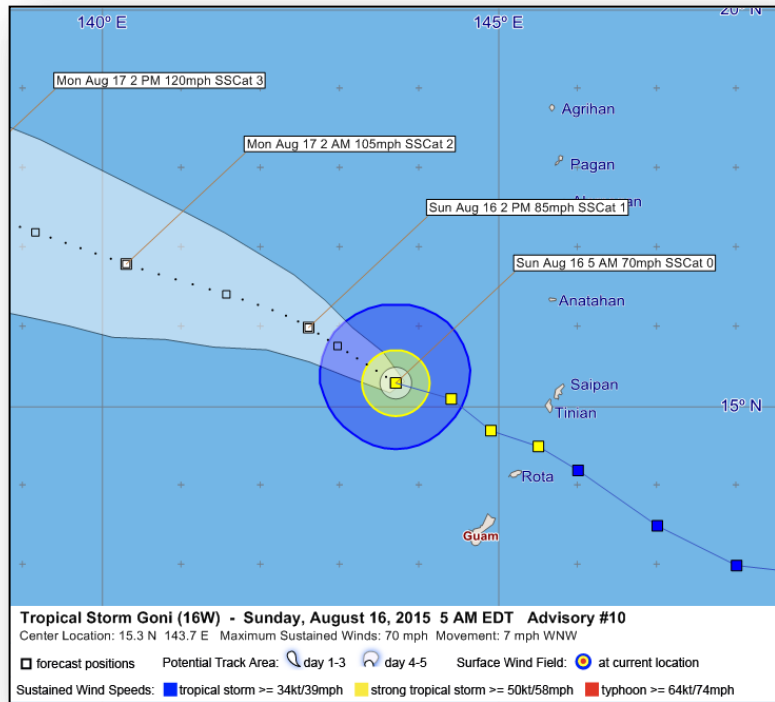 140º E
145º E
20º N
Mon Aug 17 2 PM 120mph SSCat 3
Agrihan
Mon Aug 17 2 AM 105mph SSCat 2
Pagan
Sun Aug 16 2 PM 85mph SSCat 1
Sun Aug 16 5 AM 70mph SSCat 0
Anatahan
Saipan
Tinian
15º N
Rota
Guam
Tropical Storm Goni (16W) - Sunday, August 16, 2015 5 AM EDT Advisory #10
Center Location: 15.3 N 143.7 E Maximum Sustained Winds: 70 mph Movement: 7 mph WNW
forecast positions Potential Track Area: day 1-3 day 4-5 Surface Wind Field: at current location
Sustained Wind Speeds: tropical storm >= 34kt/39mph strong tropical storm >= 50kt/58mph typhoon >= 64kt/74mph